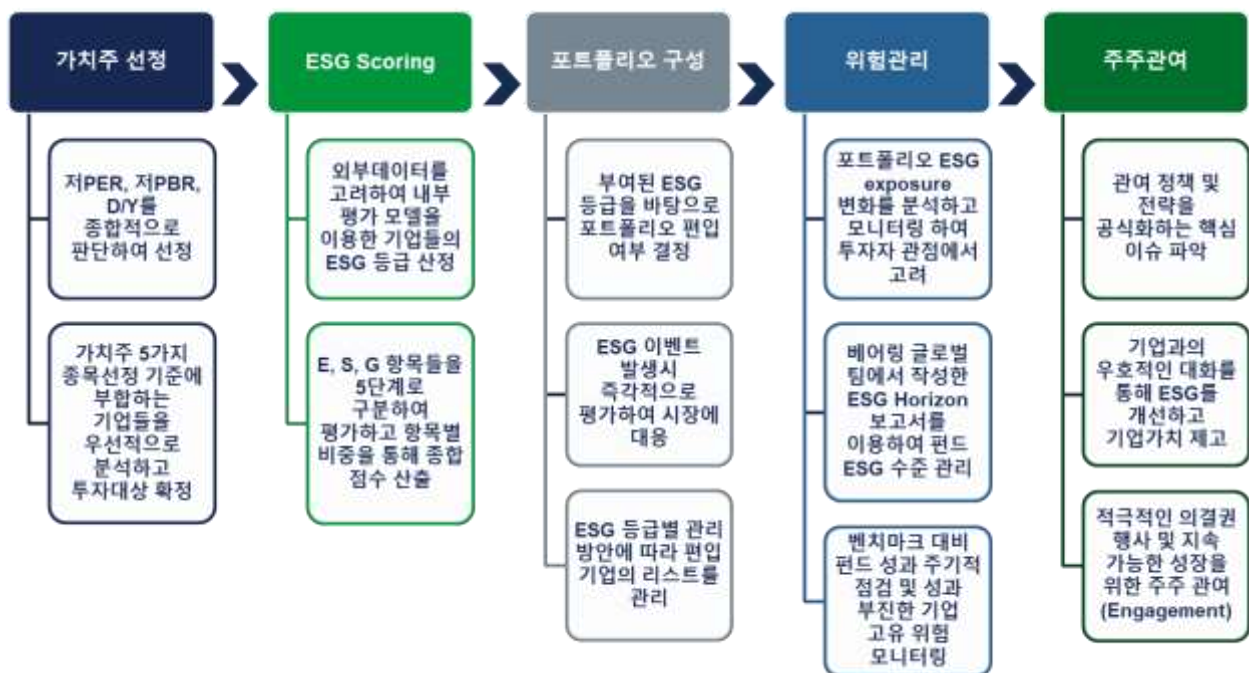 가치주 선정
ESG Scoring
포트폴리오 구성
위험관리
주주관여
저PER, 저PBR,
D/Y를
종합적으로
판단하여 선정
가치주 5가지
종목선정 기준에
부합하는
기업들을
우선적으로
분석하고
투자대상 확정
외부데이터를
고려하여 내부
평가 모델을
이용한 기업들의
ESG 등급 산정
E, S, G 항목들을
5단계로
구분하여
평가하고 항목별
비중을 통해 종합
점수 산출
부여된 ESG
등급을 바탕으로
포트폴리오 편입
여부 결정
ESG 이벤트
발생시
즉각적으로
평가하여 시장에
대응
ESG 등급별 관리
방안에 따라 편입
기업의 리스트를
관리
포트폴리오 ESG
exposure
변화를 분석하고
모니터링 하여
투자자 관점에서
고려
베어링 글로벌
팀에서 작성한
ESG Horizon
보고서를
이용하여 펀드
ESG 수준 관리
벤치마크 대비
펀드 성과 주기적
점검 및 성과
부진한 기업
고유 위험
모니터링
관여 정책 및
전략을
공식화하는 핵심
이슈 파악
기업과의
우호적인 대화를
통해 ESG를
개선하고
기업가치 제고
적극적인 의결권
행사 및 지속
가능한 성장을
위한 주주 관여
(Engagement)